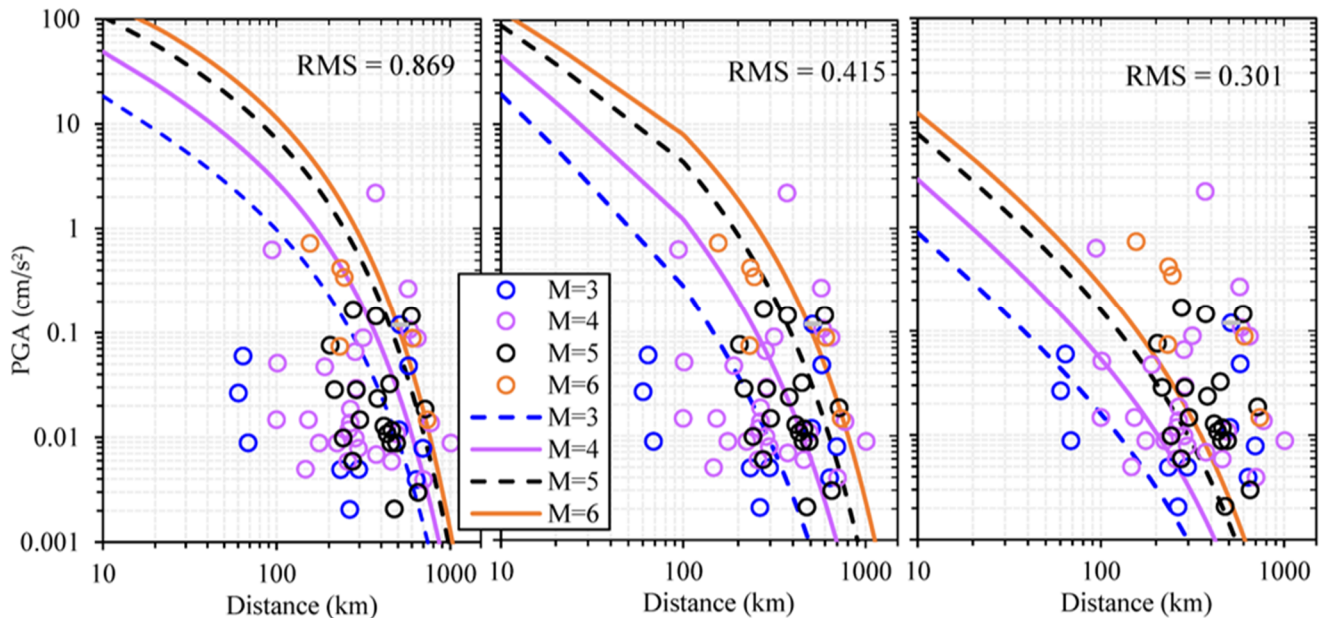 100
10
1
0.1
0.01
0.001
PGA (cm/s²)
RMS = 0.869
10
100
1000
Distance (km)
RMS = 0.415
10
100
1000
Distance (km)
RMS = 0.301
10
100
1000
Distance (km)
M=3
M=4
M=5
M=6
M=3
M=4
M=5
M=6